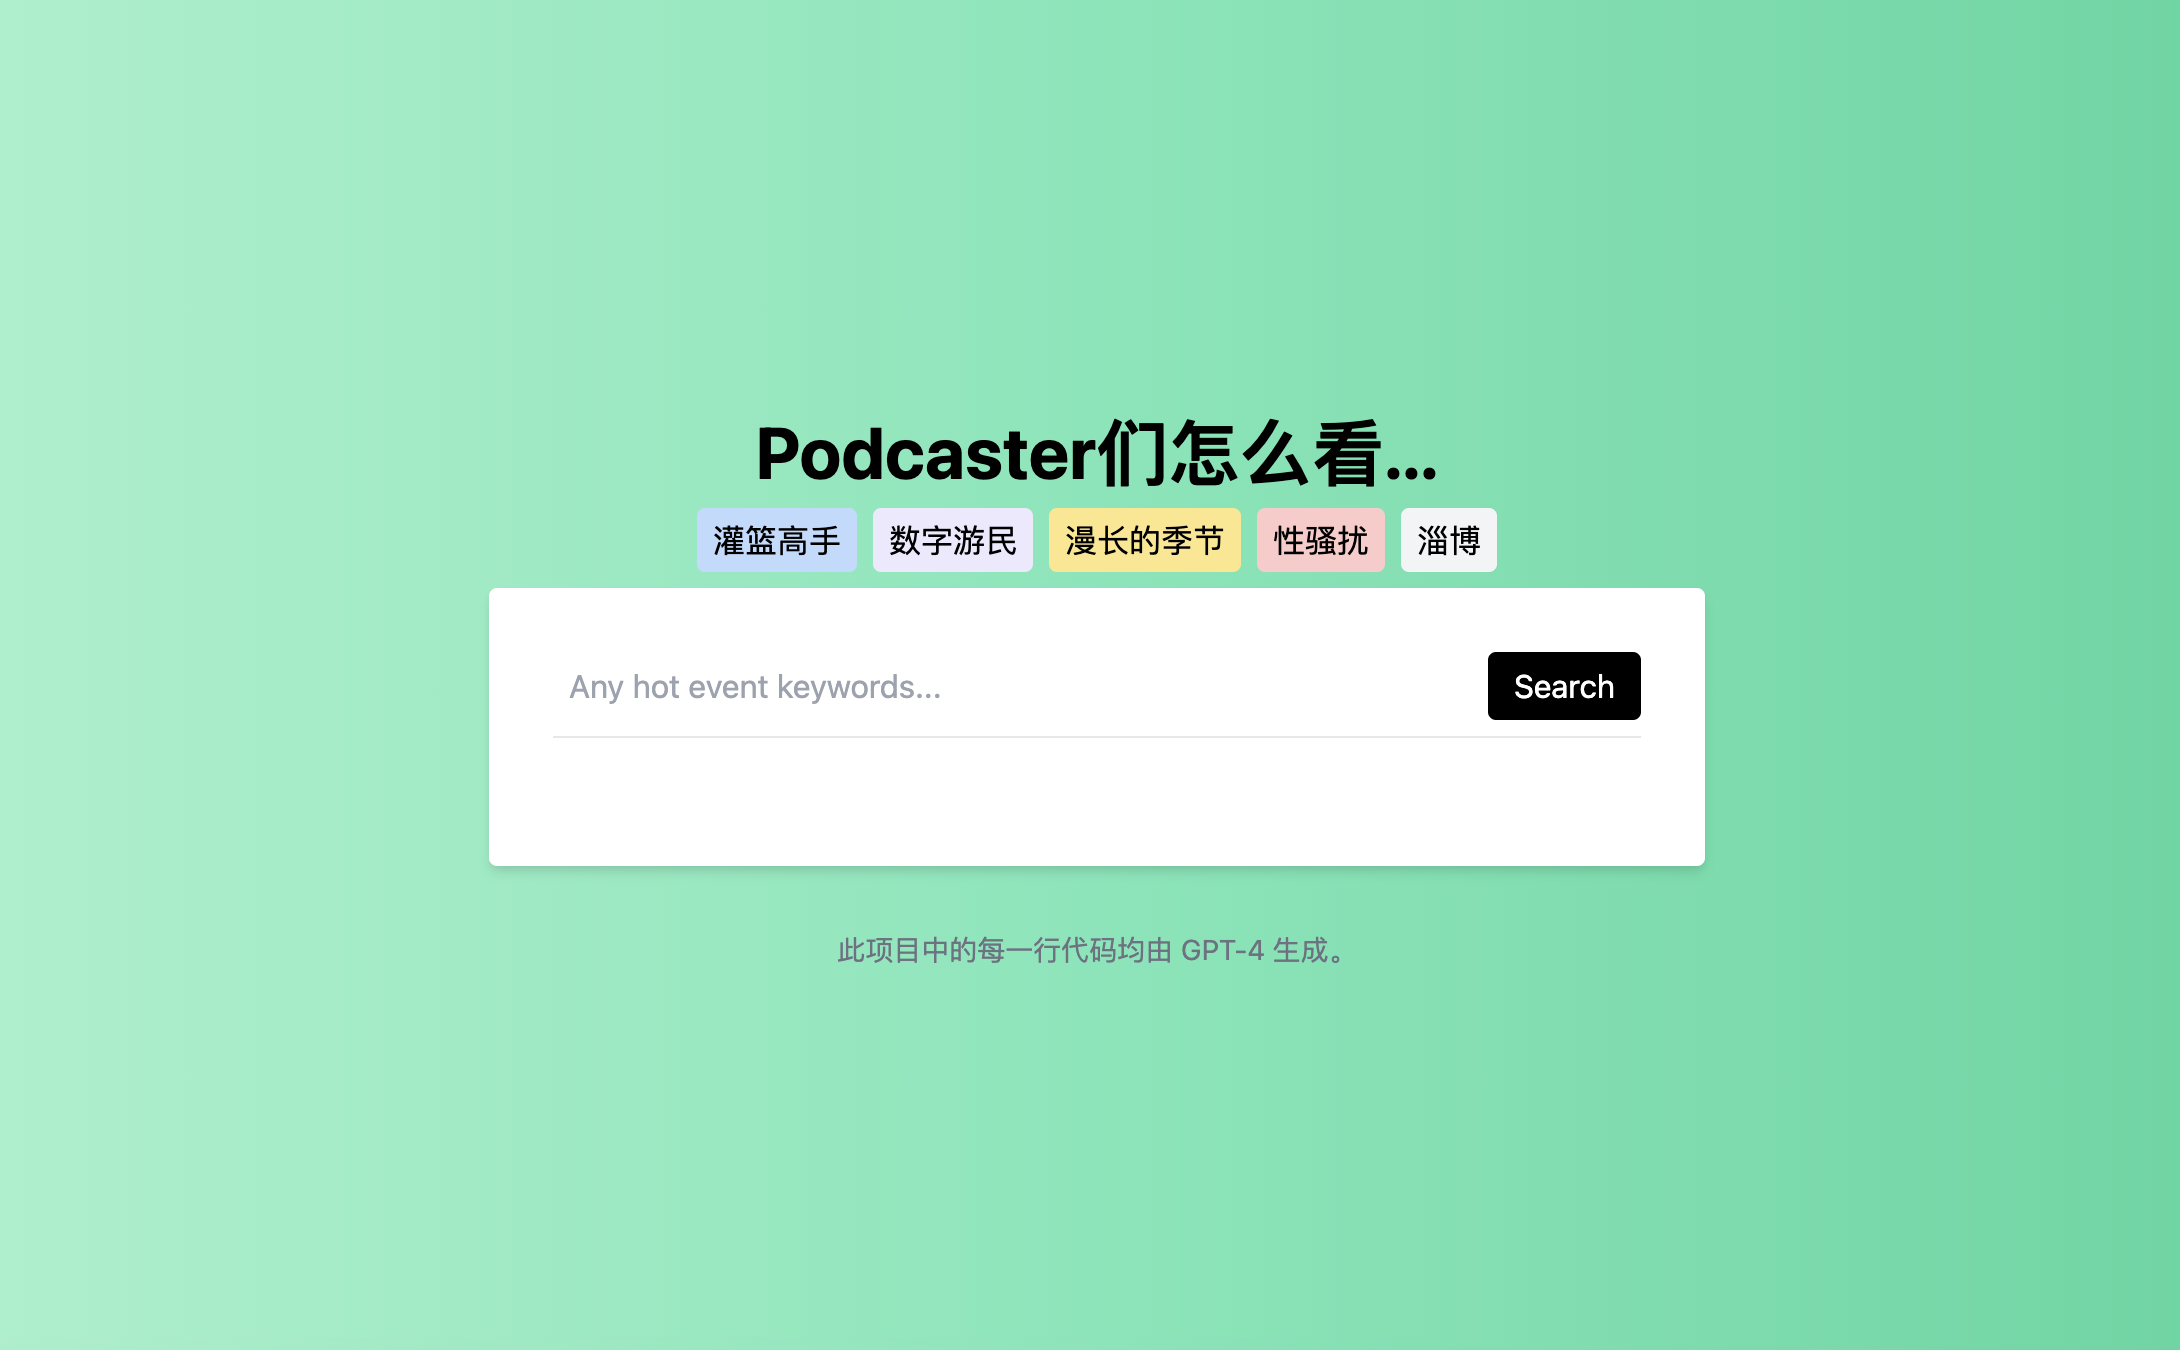 Podcaster们怎么看...
灌篮高手 数字游民 漫长的季节 性骚扰 淄博
Any hot event keywords... Search
此项目中的每一行代码均由 GPT-4 生成。